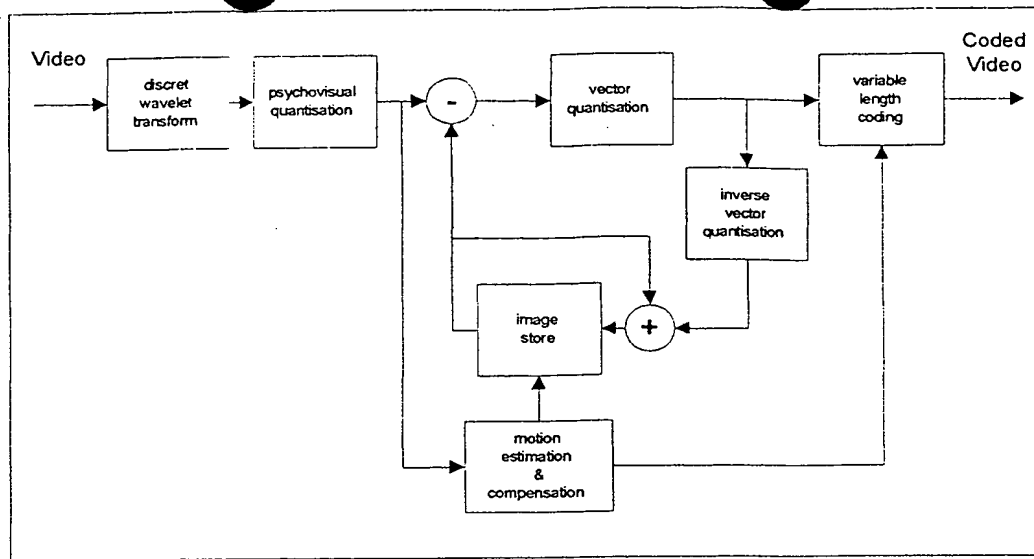 Video
Coded
Video
discret
wavelet
transform
psychovisual
quantisation
-
vector
quantisation
variable
length
coding
inverse
vector
quantisation
image
store
+
motion
estimation
&
compensation